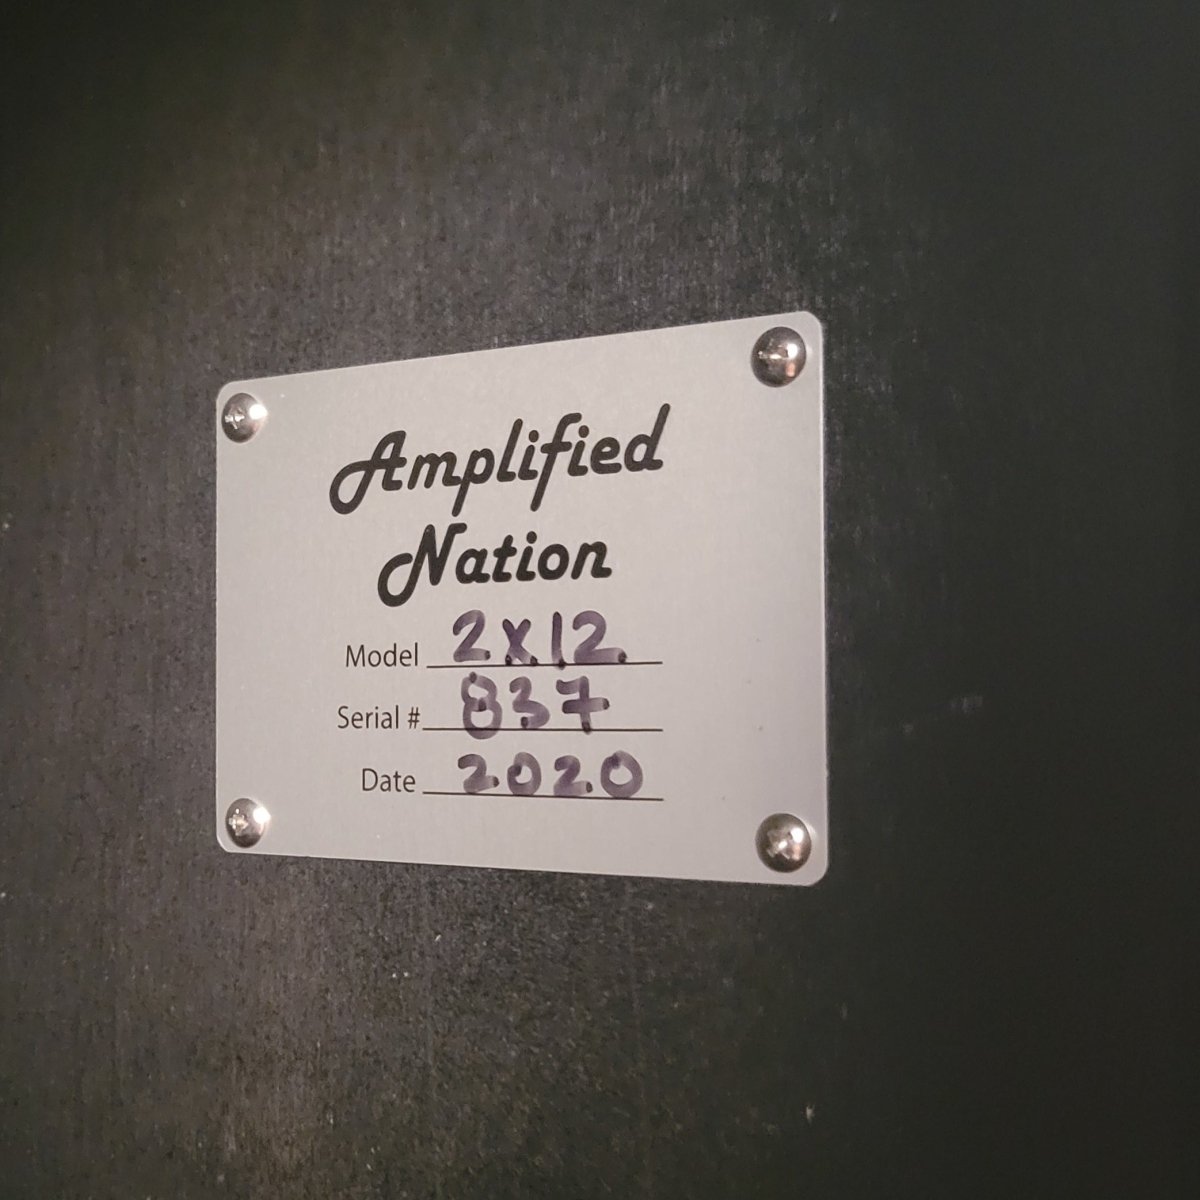 Amplified
Nation
Model 2X12
Serial # 837
Date 2020